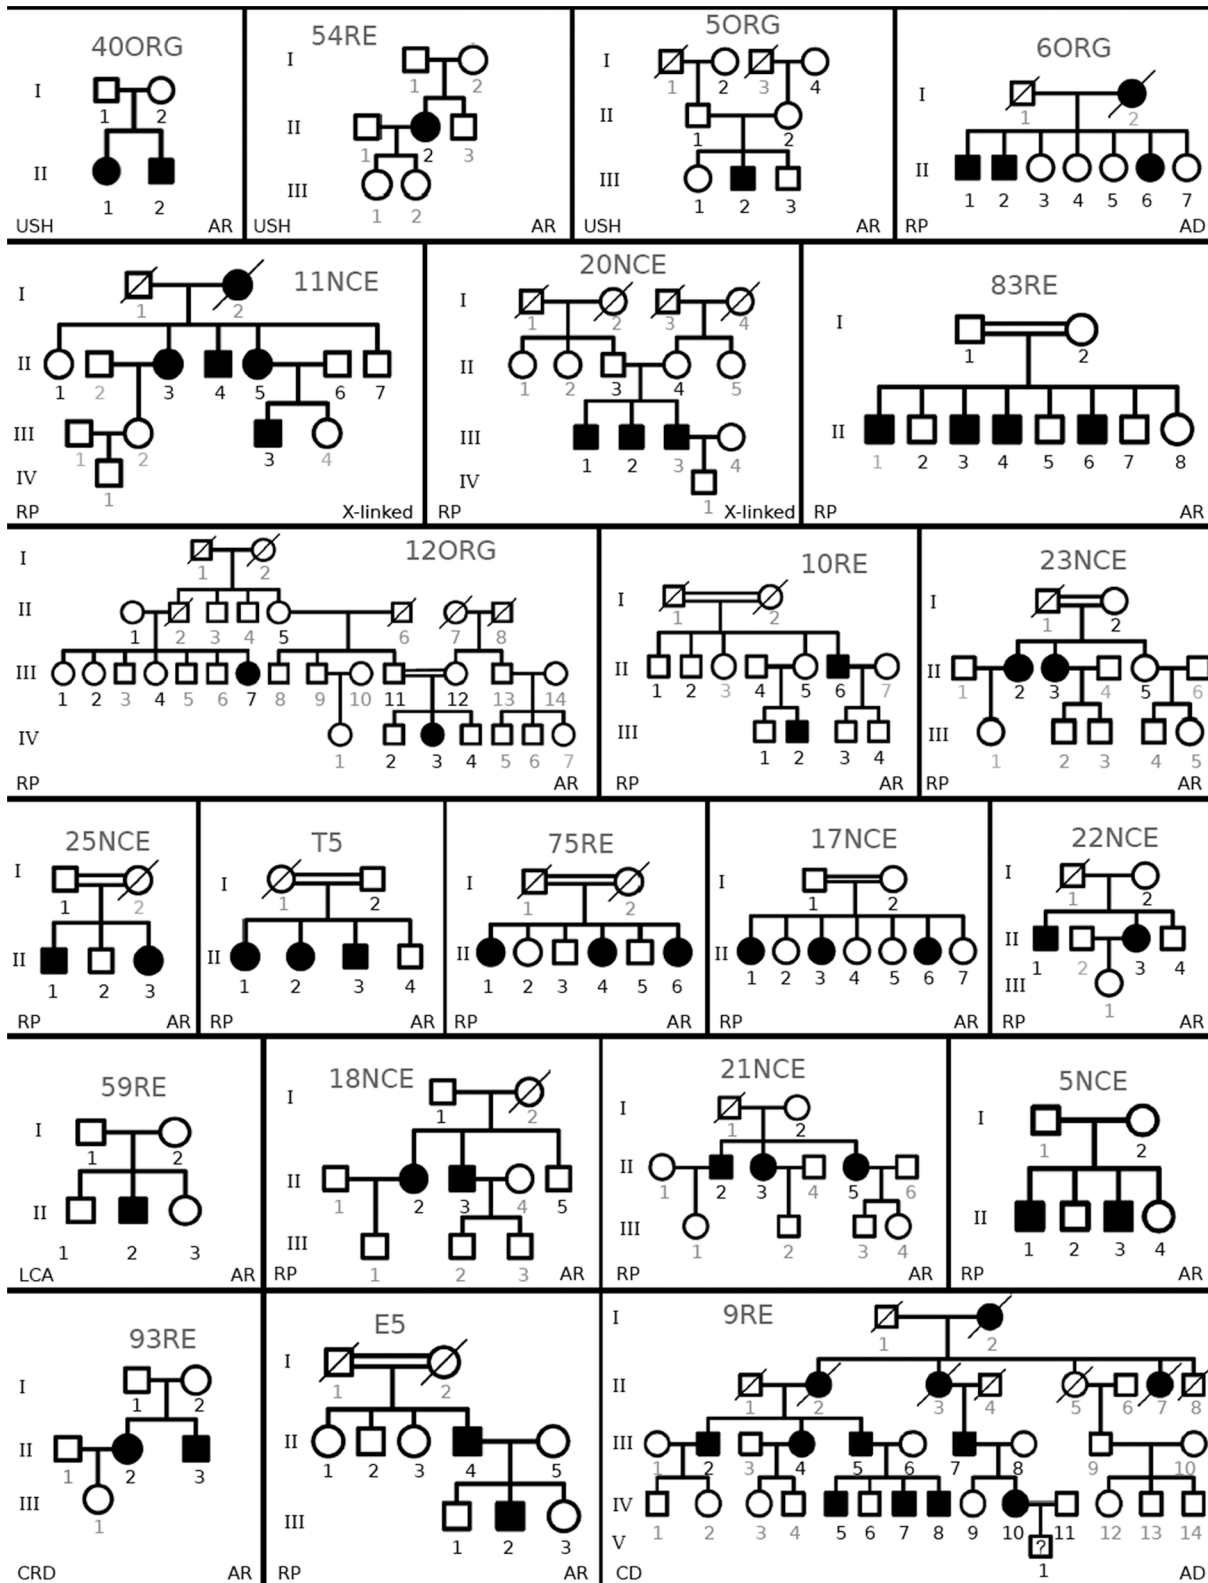 40ORG
I
1 2
II
1 2
USH AR
54RE
I
1 2
II
1 2 3
III
1 2
USH AR
5ORG
I
1 2 3 4
II
1 2
III
1 2 3
USH AR
6ORG
I
1 2
II
1 2 3 4 5 6 7
RP AD
11NCE
I
1 2
II
1 2 3 4 5 6 7
III
1 2 3 4
IV
1
RP X-linked
20NCE
I
1 2 3 4
II
1 2 3 4 5
III
1 2 3 4
IV
1
RP X-linked
83RE
I
1 2
II
1 2 3 4 5 6 7 8
RP AR
12ORG
I
1 2
II
1 2 3 4 5 6 7 8
III
1 2 3 4 5 6 7 8 9 10 11 12 13 14
IV
1 2 3 4 5 6 7
RP AR
10RE
I
1 2
II
1 2 3 4 5 6 7
III
1 2 3 4
RP AR
23NCE
I
1 2
II
1 2 3 4 5 6
III
1 2 3 4 5
RP AR
25NCE
I
1 2
II
1 2 3
RP AR
T5
I
1 2
II
1 2 3 4
RP AR
75RE
I
1 2
II
1 2 3 4 5 6
RP AR
17NCE
I
1 2
II
1 2 3 4 5 6 7
RP AR
22NCE
I
1 2
II
1 2 3 4
III
1
RP AR
59RE
I
1 2
II
1 2 3
LCA AR
18NCE
I
1 2
II
1 2 3 4 5
III
1 2 3
RP AR
21NCE
I
1 2
II
1 2 3 4 5 6
III
1 2 3 4
RP AR
5NCE
I
1 2
II
1 2 3 4
RP AR
93RE
I
1 2
II
1 2 3
III
1
CRD AR
E5
I
1 2
II
1 2 3 4 5
III
1 2 3
RP AR
9RE
I
1 2
II
1 2 3 4 5 6 7 8
III
1 2 3 4 5 6 7 8 9 10
IV
1 2 3 4 5 6 7 8 9 10 11 12 13 14
V
?
1
CD AD